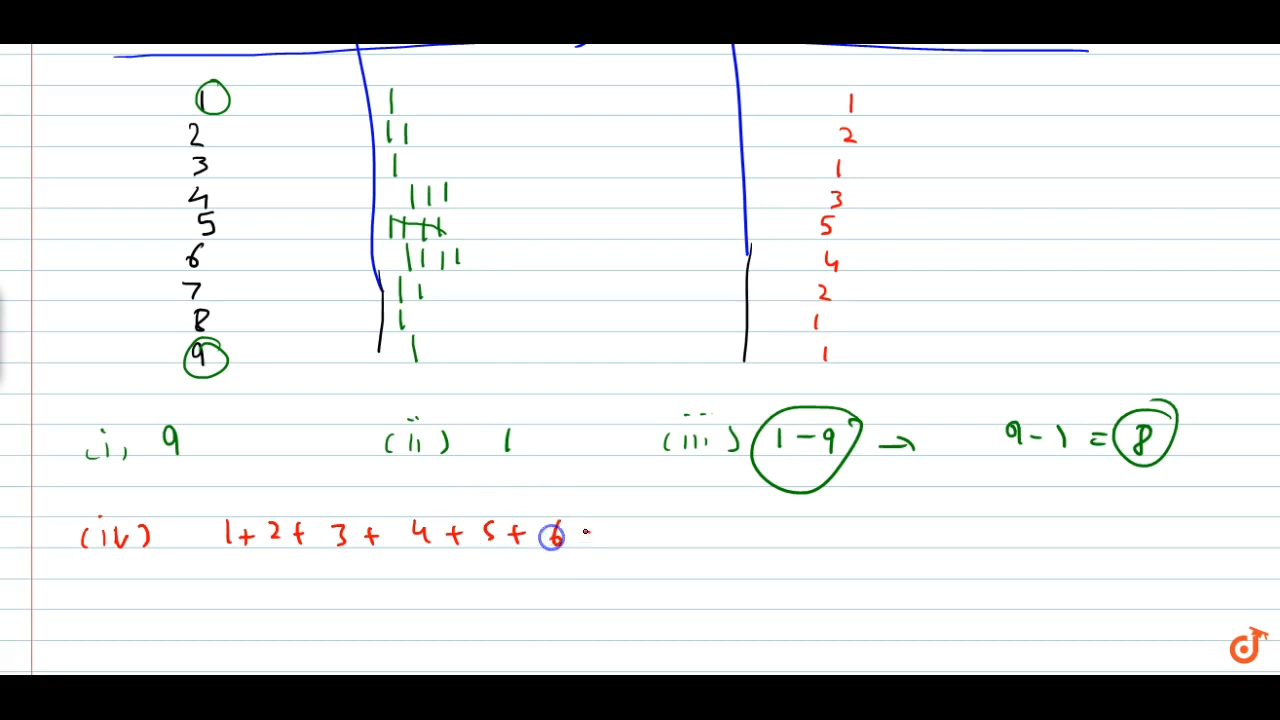 1 | 1
2 || 2
3 | 1
4 ||| 3
5 |||| 5
6 |||| 4
7 || 2
8 | 1
9 | 1
(i) 9 (ii) 1 (iii) 1-9 → 9-1 = 8
(iv) 1+2+3+4+5+6